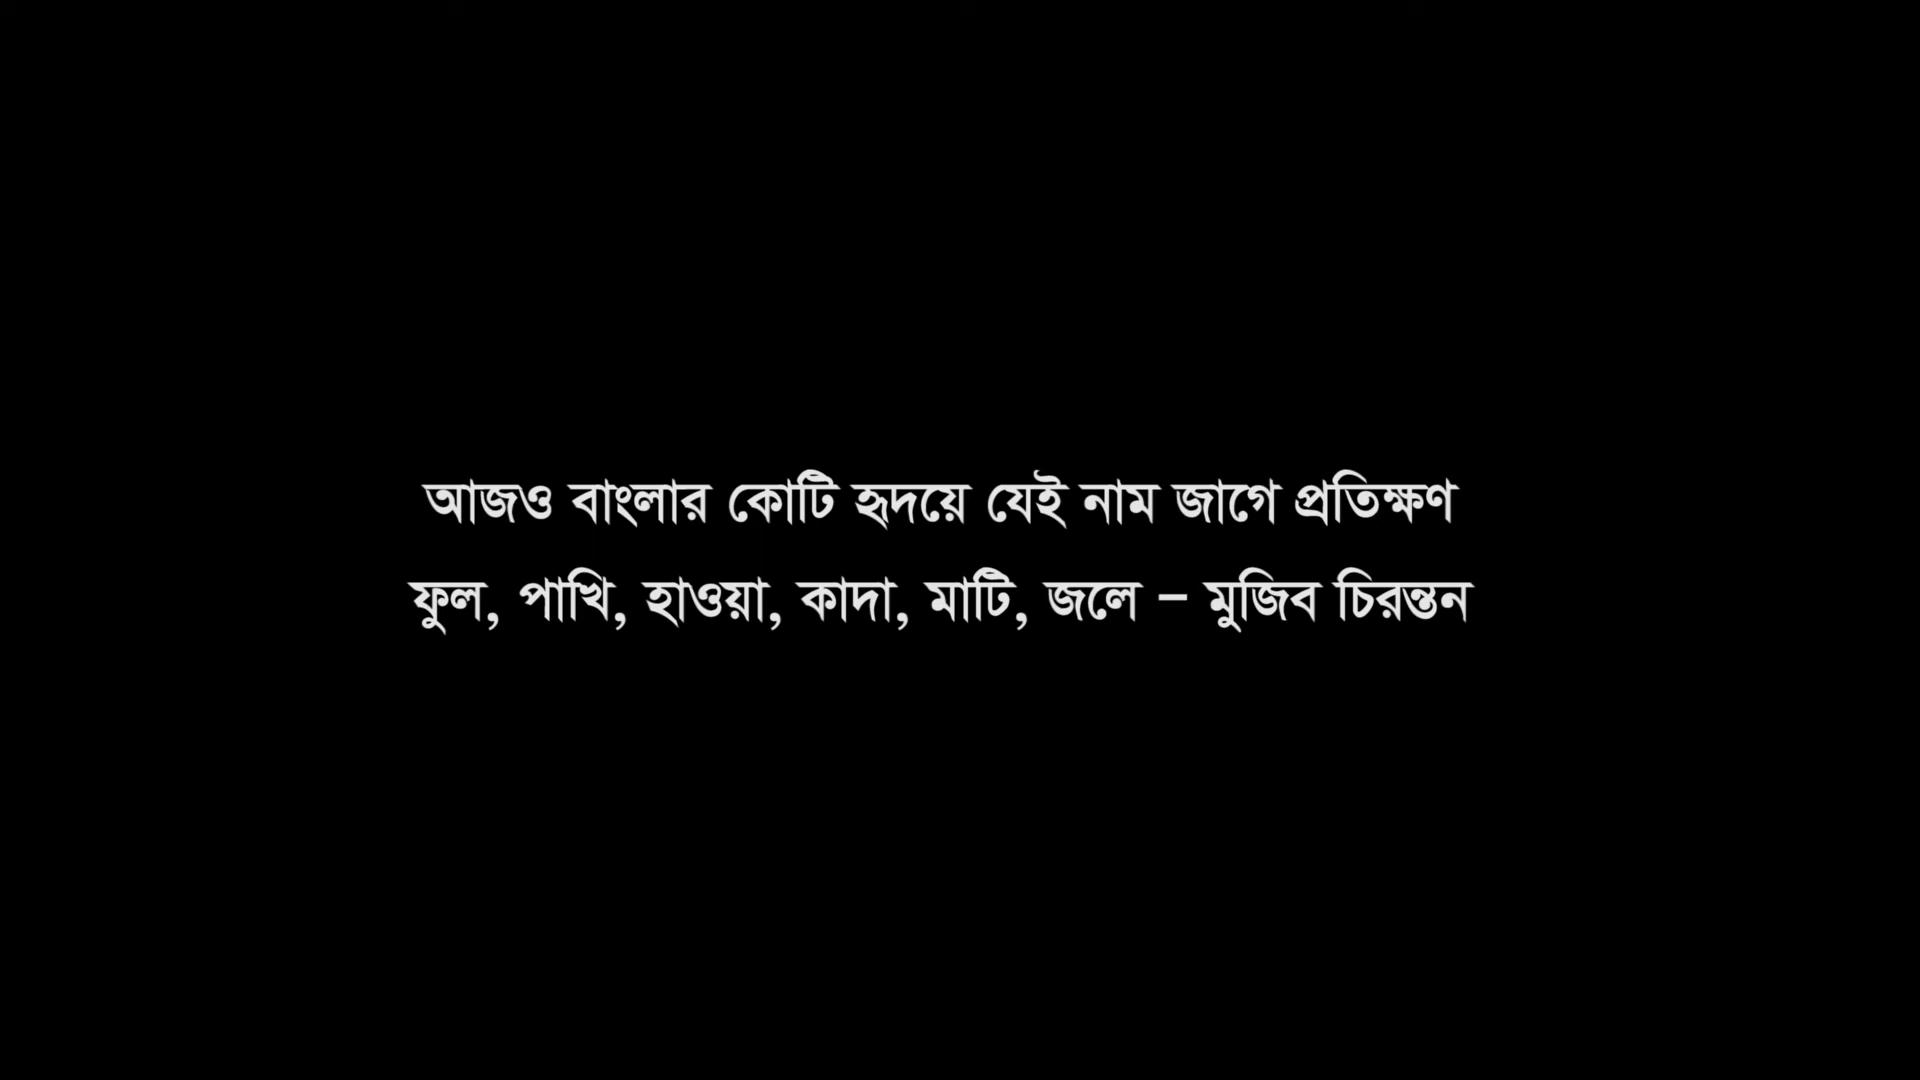 আজও বাংলার কোটি হৃদয়ে যেই নাম জাগে প্রতিক্ষণ
ফুল, পাখি, হাওয়া, কাদা, মাটি, জলে – মুজিব চিরন্তন